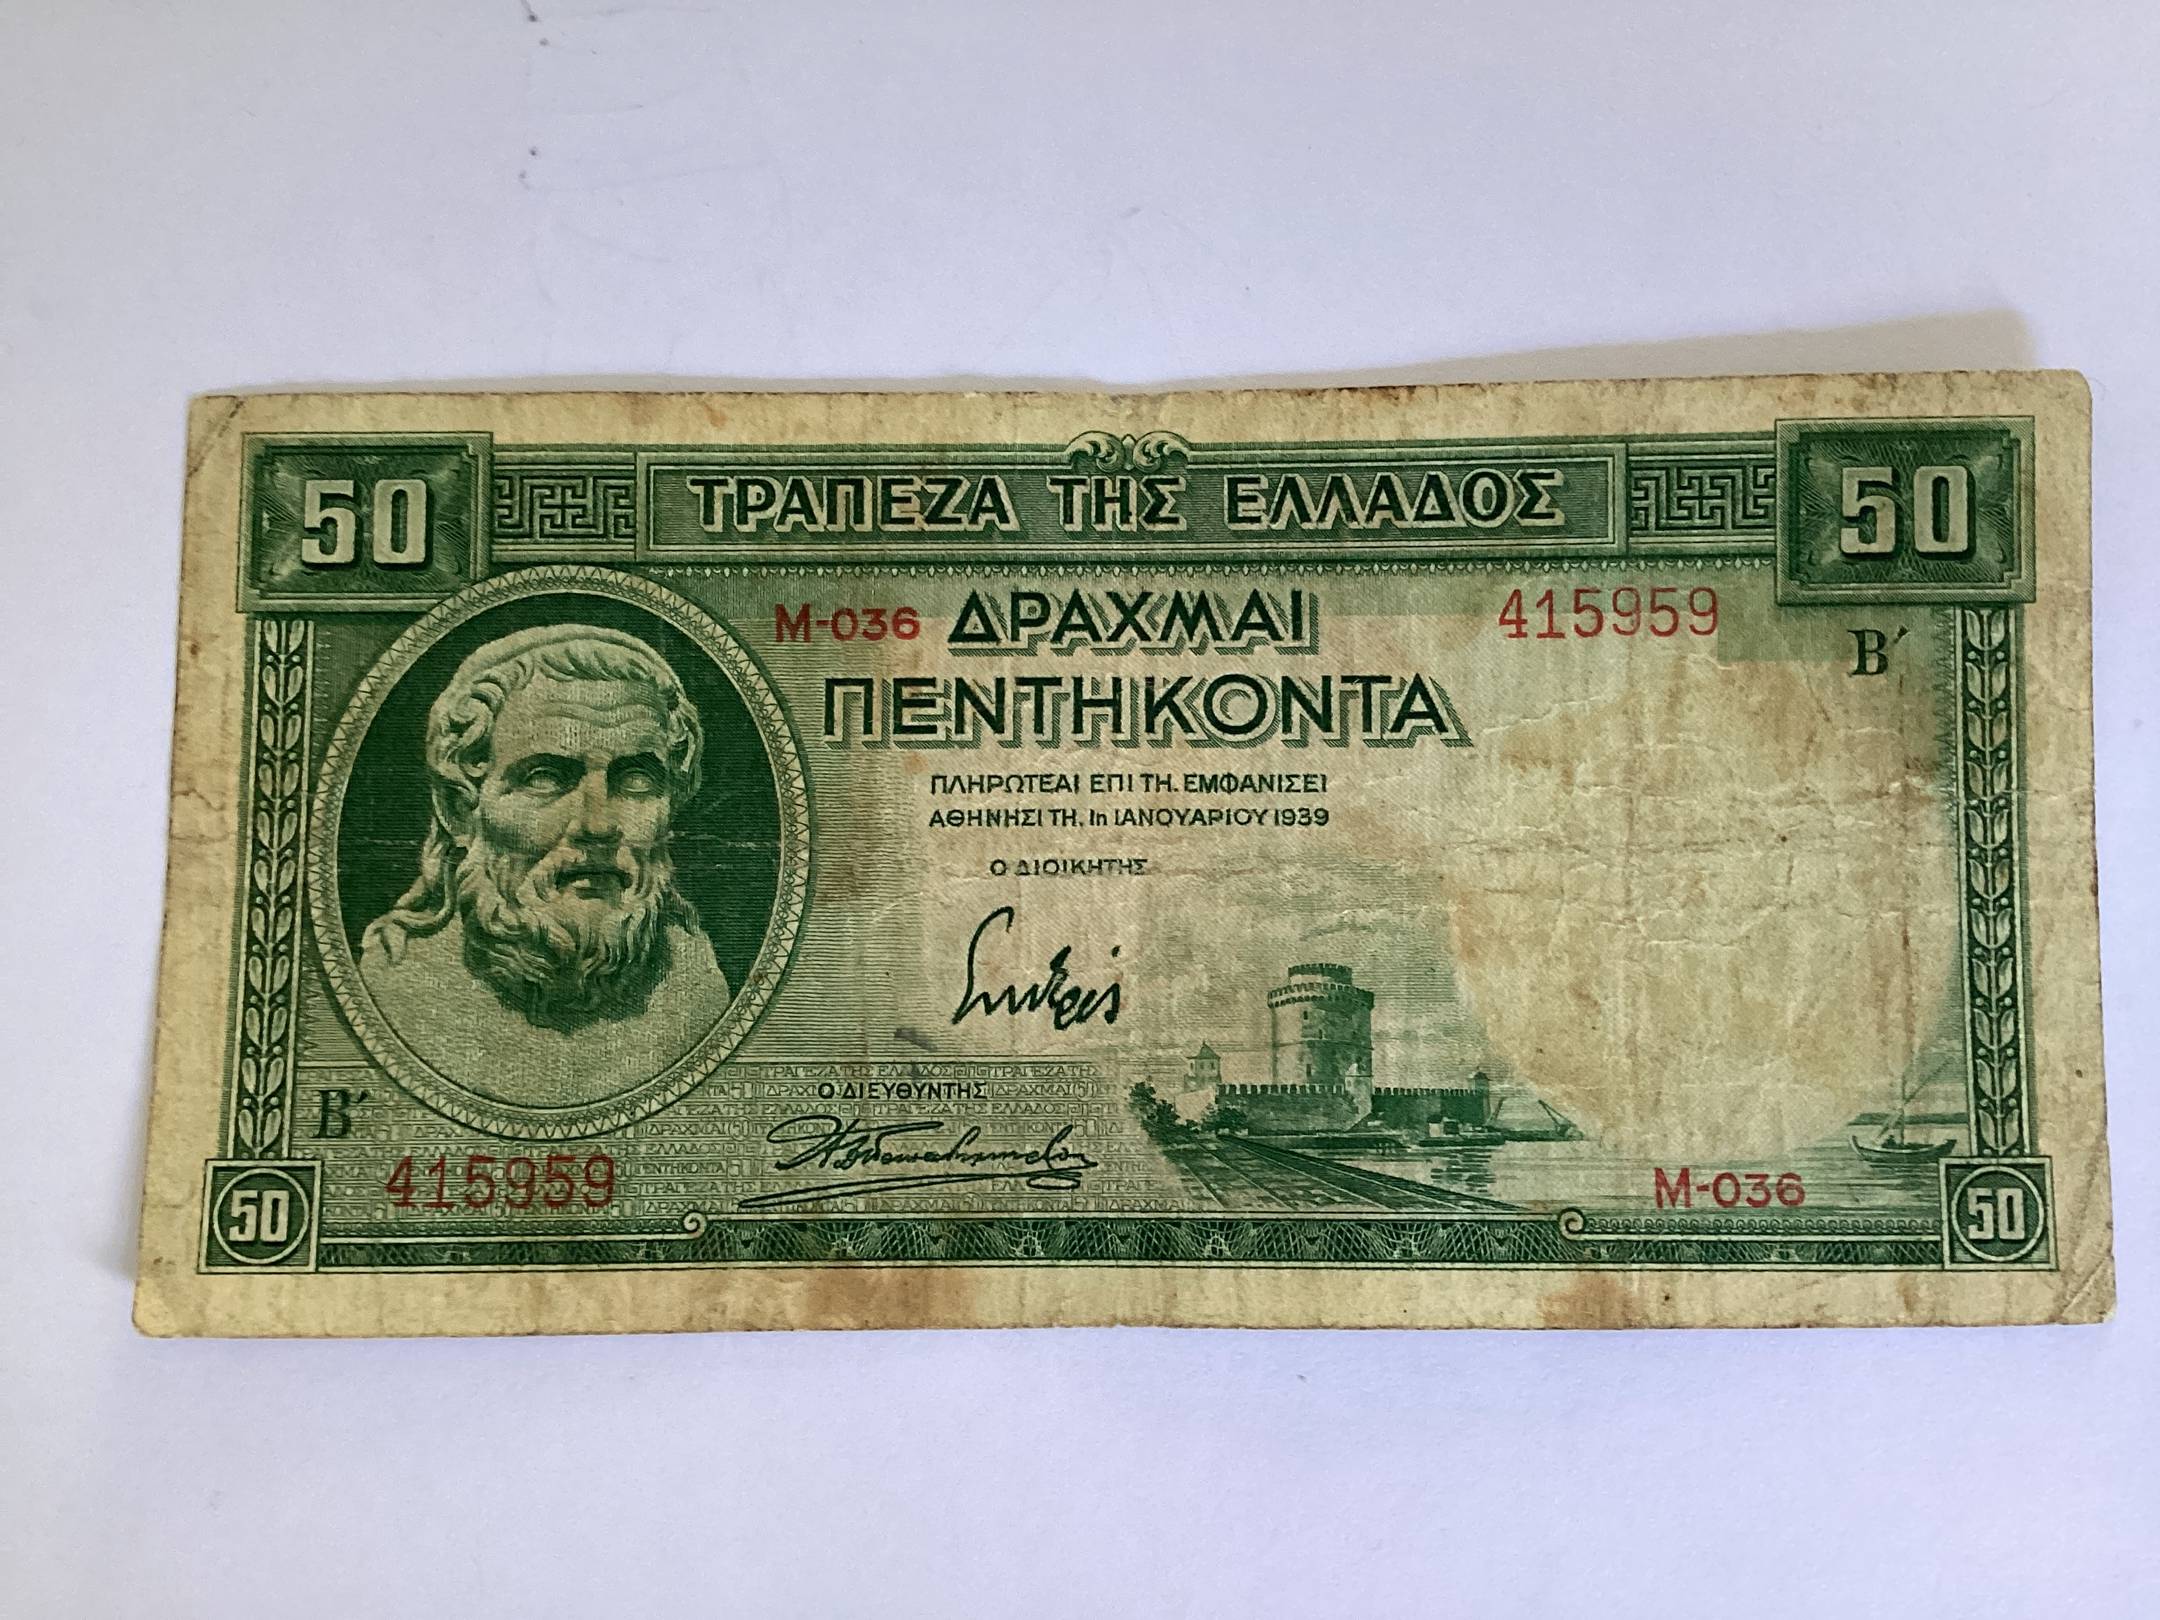 50 ΤΡΑΠΕΖΑ ΤΗΣ ΕΛΛΑΔΟΣ 50
Μ-036 ΔΡΑΧΜΑΙ 415959
Β′
ΠΕΝΤΗΚΟΝΤΑ
ΠΛΗΡΩΤΕΑΙ ΕΠΙ ΤΗ. ΕΜΦΑΝΙΣΕΙ
ΑΘΗΝΗΣΙ ΤΗ. 1η ΙΑΝΟΥΑΡΙΟΥ 1939
Ο ΔΙΟΙΚΗΤΗΣ
Ο ΔΙΕΥΘΥΝΤΗΣ
Β′
415959 Μ-036
50 50